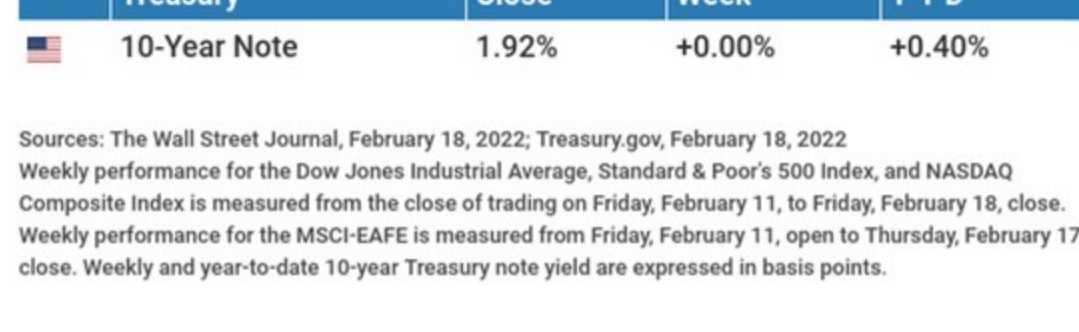 Treasury Close Week Y-T-D
10-Year Note 1.92% +0.00% +0.40%
Sources: The Wall Street Journal, February 18, 2022; Treasury.gov, February 18, 2022
Weekly performance for the Dow Jones Industrial Average, Standard & Poor's 500 Index, and NASDAQ
Composite Index is measured from the close of trading on Friday, February 11, to Friday, February 18, close.
Weekly performance for the MSCI-EAFE is measured from Friday, February 11, open to Thursday, February 17
close. Weekly and year-to-date 10-year Treasury note yield are expressed in basis points.